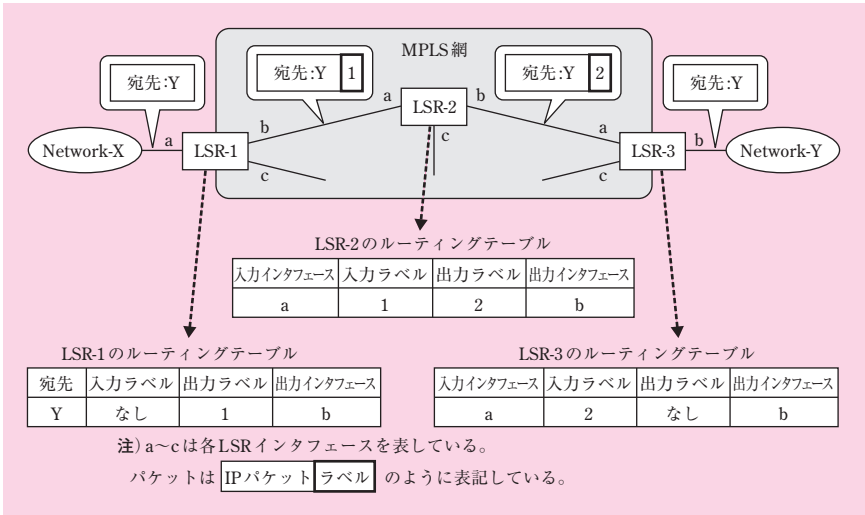 MPLS網
宛先:Y
宛先:Y 1
宛先:Y 2
宛先:Y
a
b
a
LSR-2
b
c
a
b
Network-X
LSR-1
c
c
LSR-3
Network-Y
LSR-2のルーティングテーブル
入力インタフェース 入力ラベル 出力ラベル 出力インタフェース
a 1 2 b
LSR-1のルーティングテーブル
宛先 入力ラベル 出力ラベル 出力インタフェース
Y なし 1 b
LSR-3のルーティングテーブル
入力インタフェース 入力ラベル 出力ラベル 出力インタフェース
a 2 なし b
注)a～cは各LSRインタフェースを表している。
パケットは IPパケット ラベル のように表記している。